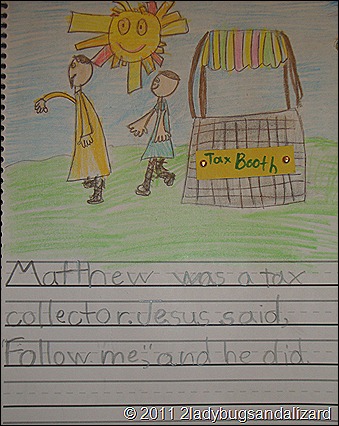 Tax Booth
Matthew was a tax
collector. Jesus said,
"Follow me," and he did.
© 2011 2ladybugsandalizard